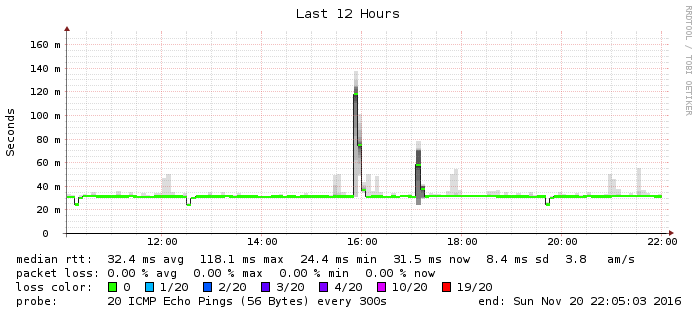 Last 12 Hours
RRDTOOL / TOBI OETIKER
Seconds
160 m
140 m
120 m
100 m
80 m
60 m
40 m
20 m
0
12:00 14:00 16:00 18:00 20:00 22:00
median rtt: 32.4 ms avg 118.1 ms max 24.4 ms min 31.5 ms now 8.4 ms sd 3.8 am/s
packet loss: 0.00 % avg 0.00 % max 0.00 % min 0.00 % now
loss color: 0 1/20 2/20 3/20 4/20 10/20 19/20
probe: 20 ICMP Echo Pings (56 Bytes) every 300s end: Sun Nov 20 22:05:03 2016